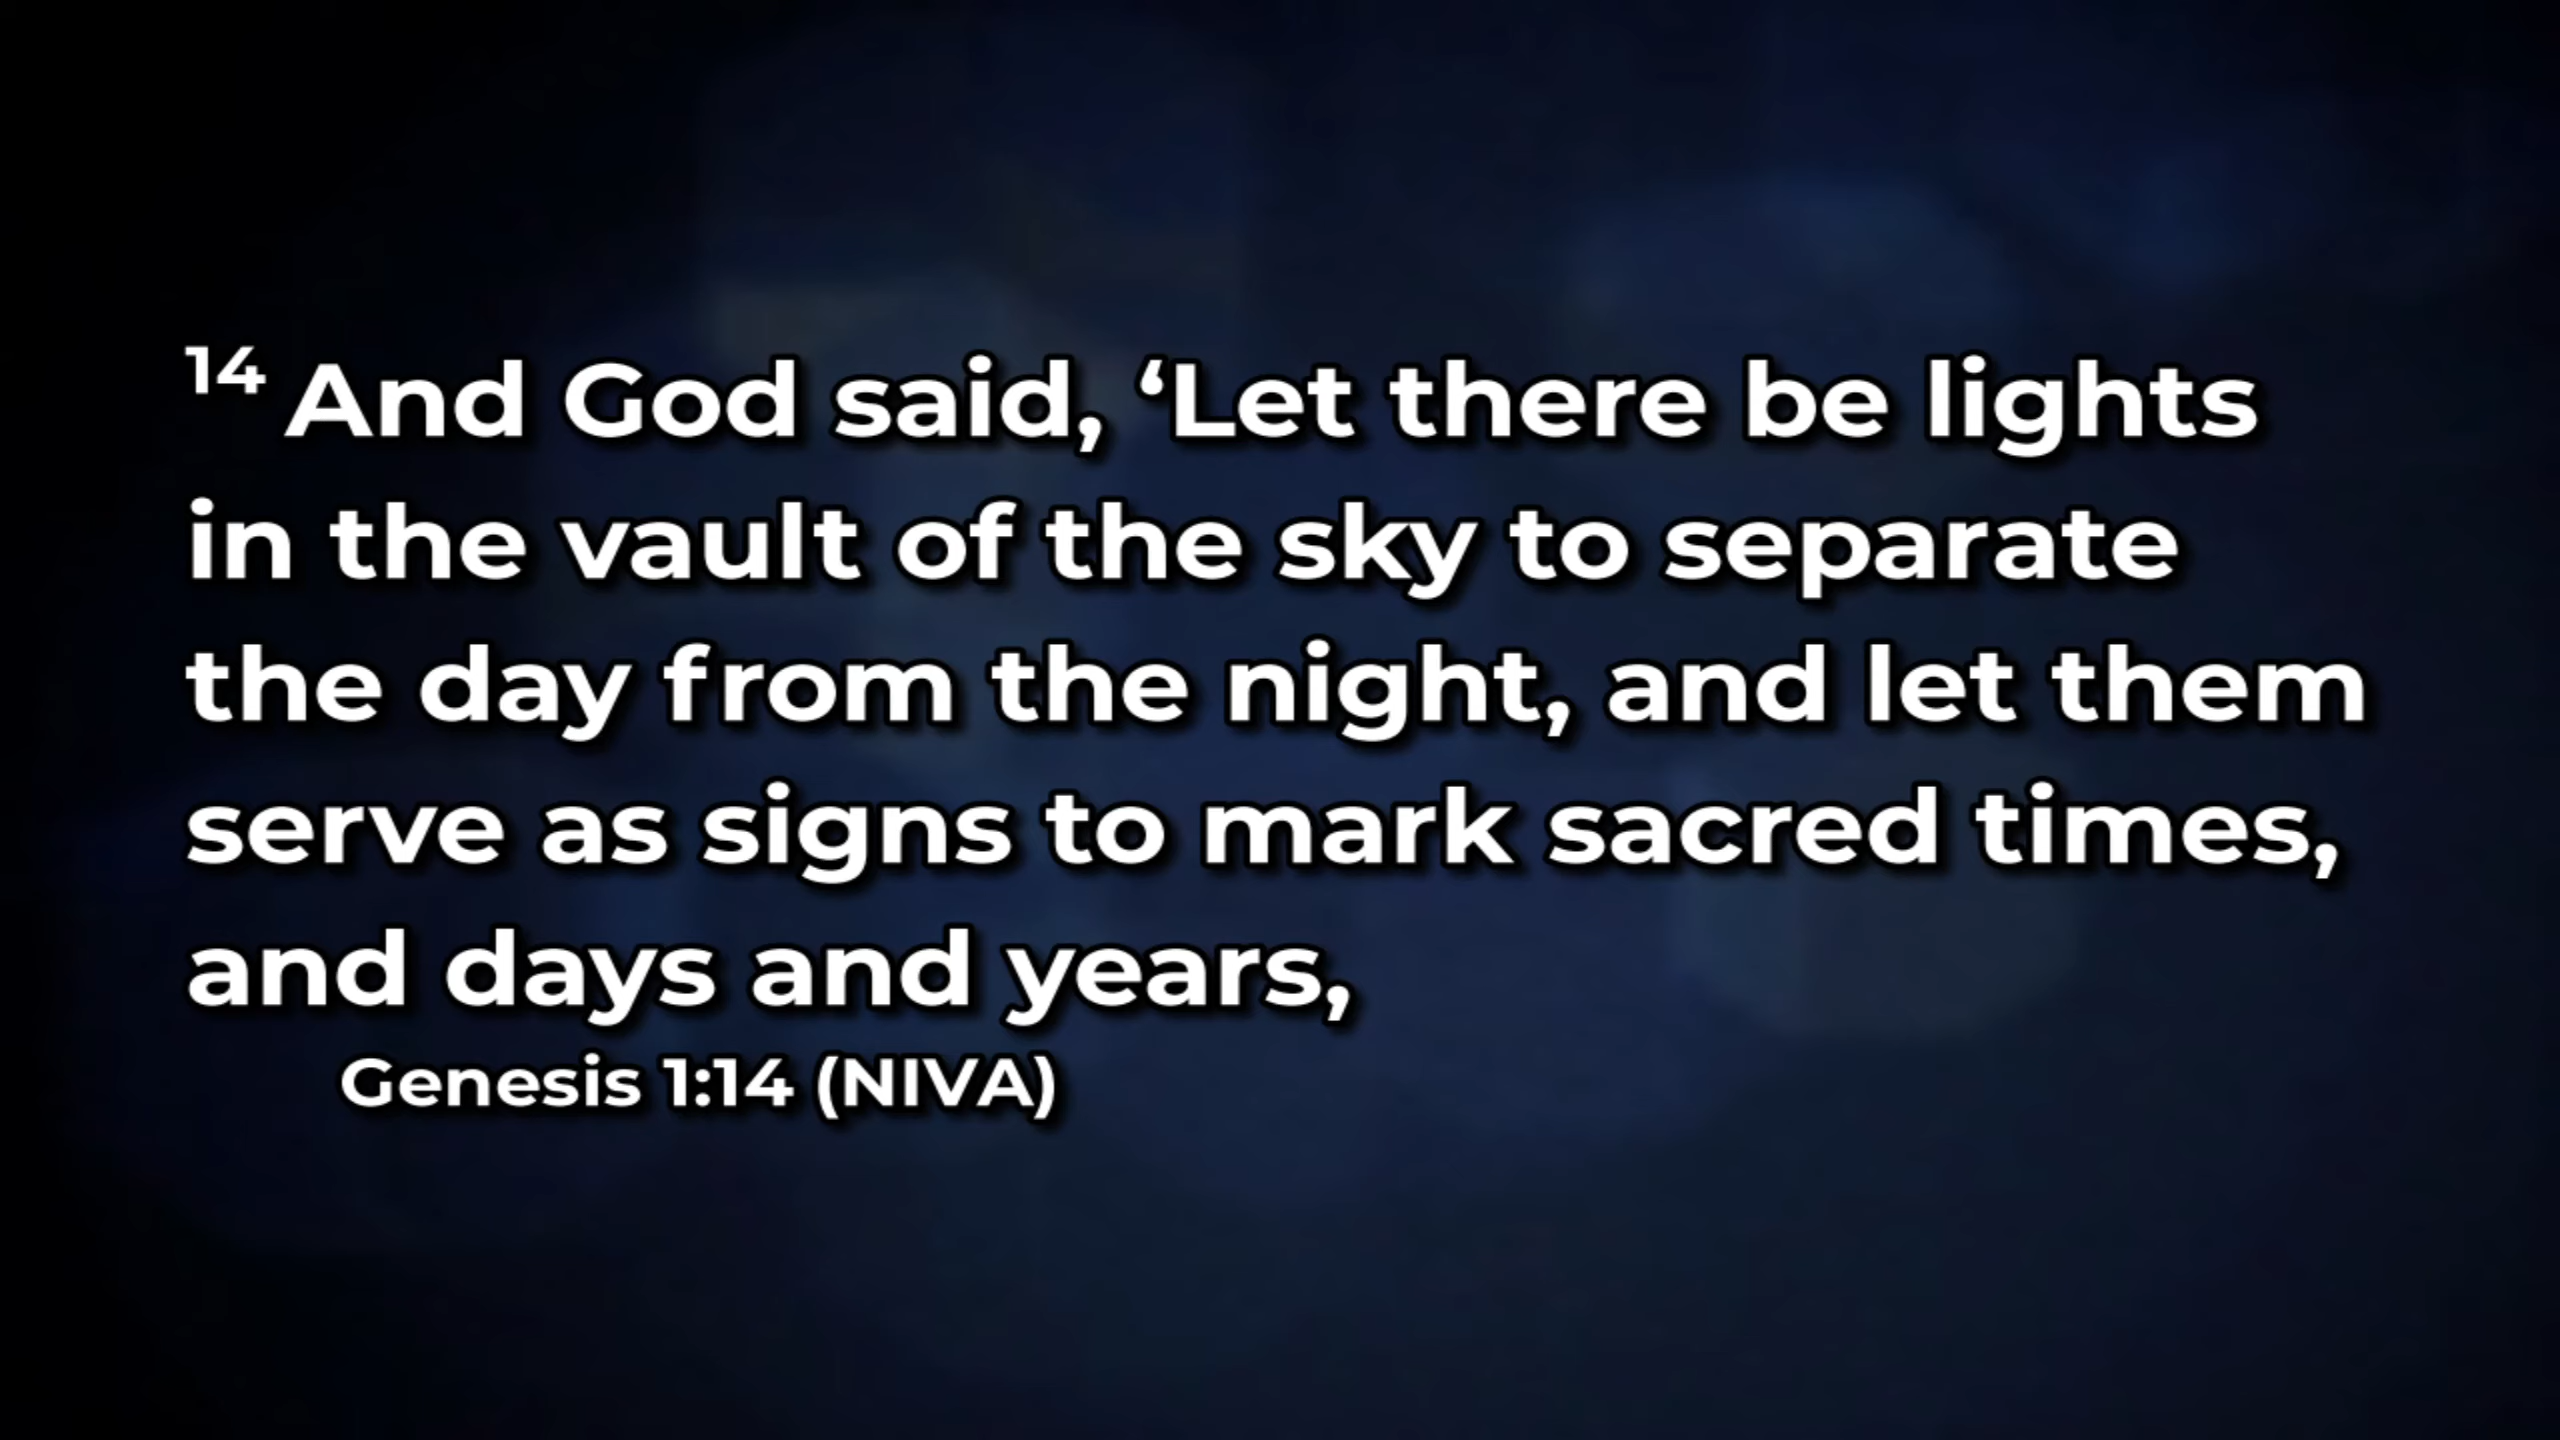 14 And God said, ‘Let there be lights
in the vault of the sky to separate
the day from the night, and let them
serve as signs to mark sacred times,
and days and years,
Genesis 1:14 (NIVA)